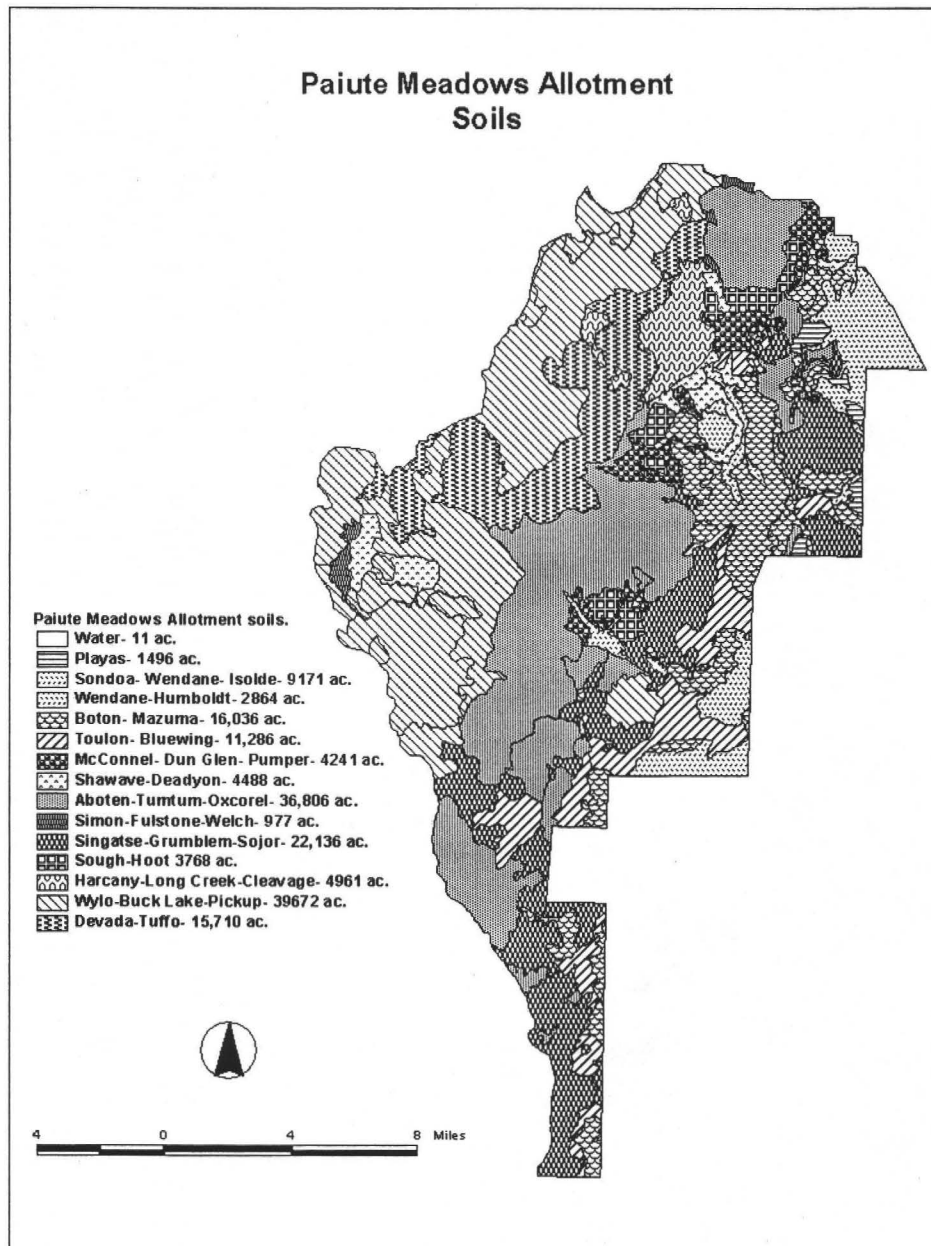 Paiute Meadows Allotment
Soils
Paiute Meadows Allotment soils.
Water- 11 ac.
Playas- 1496 ac.
Sondoa- Wendane- Isolde- 9171 ac.
Wendane-Humboldt- 2864 ac.
Boton- Mazuma- 16,036 ac.
Toulon- Bluewing- 11,286 ac.
McConnel- Dun Glen- Pumper- 4241 ac.
Shawave-Deadyon- 4488 ac.
Aboten-Tumtum-Oxcorel- 36,806 ac.
Simon-Fulstone-Welch- 977 ac.
Singatse-Grumblem-Sojor- 22,136 ac.
Sough-Hoot 3768 ac.
Harcany-Long Creek-Cleavage- 4961 ac.
Wylo-Buck Lake-Pickup- 39672 ac.
Devada-Tuffo- 15,710 ac.
4 0 4 8 Miles